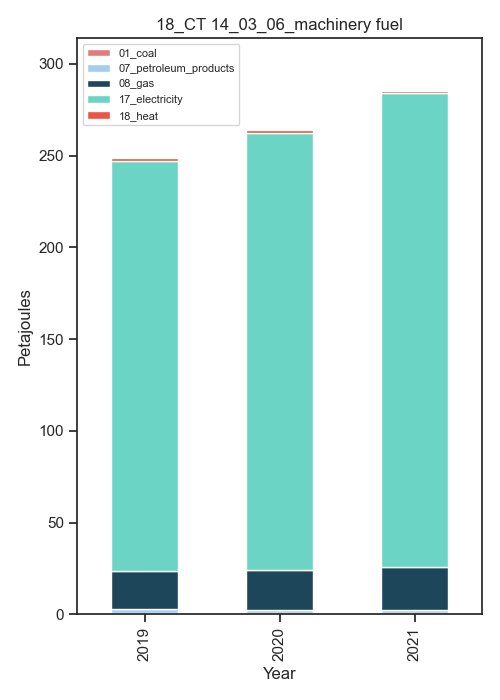 18_CT 14_03_06_machinery fuel
01_coal
07_petroleum_products
08_gas
17_electricity
18_heat
300
250
200
150
100
50
0
Petajoules
2019
2020
2021
Year